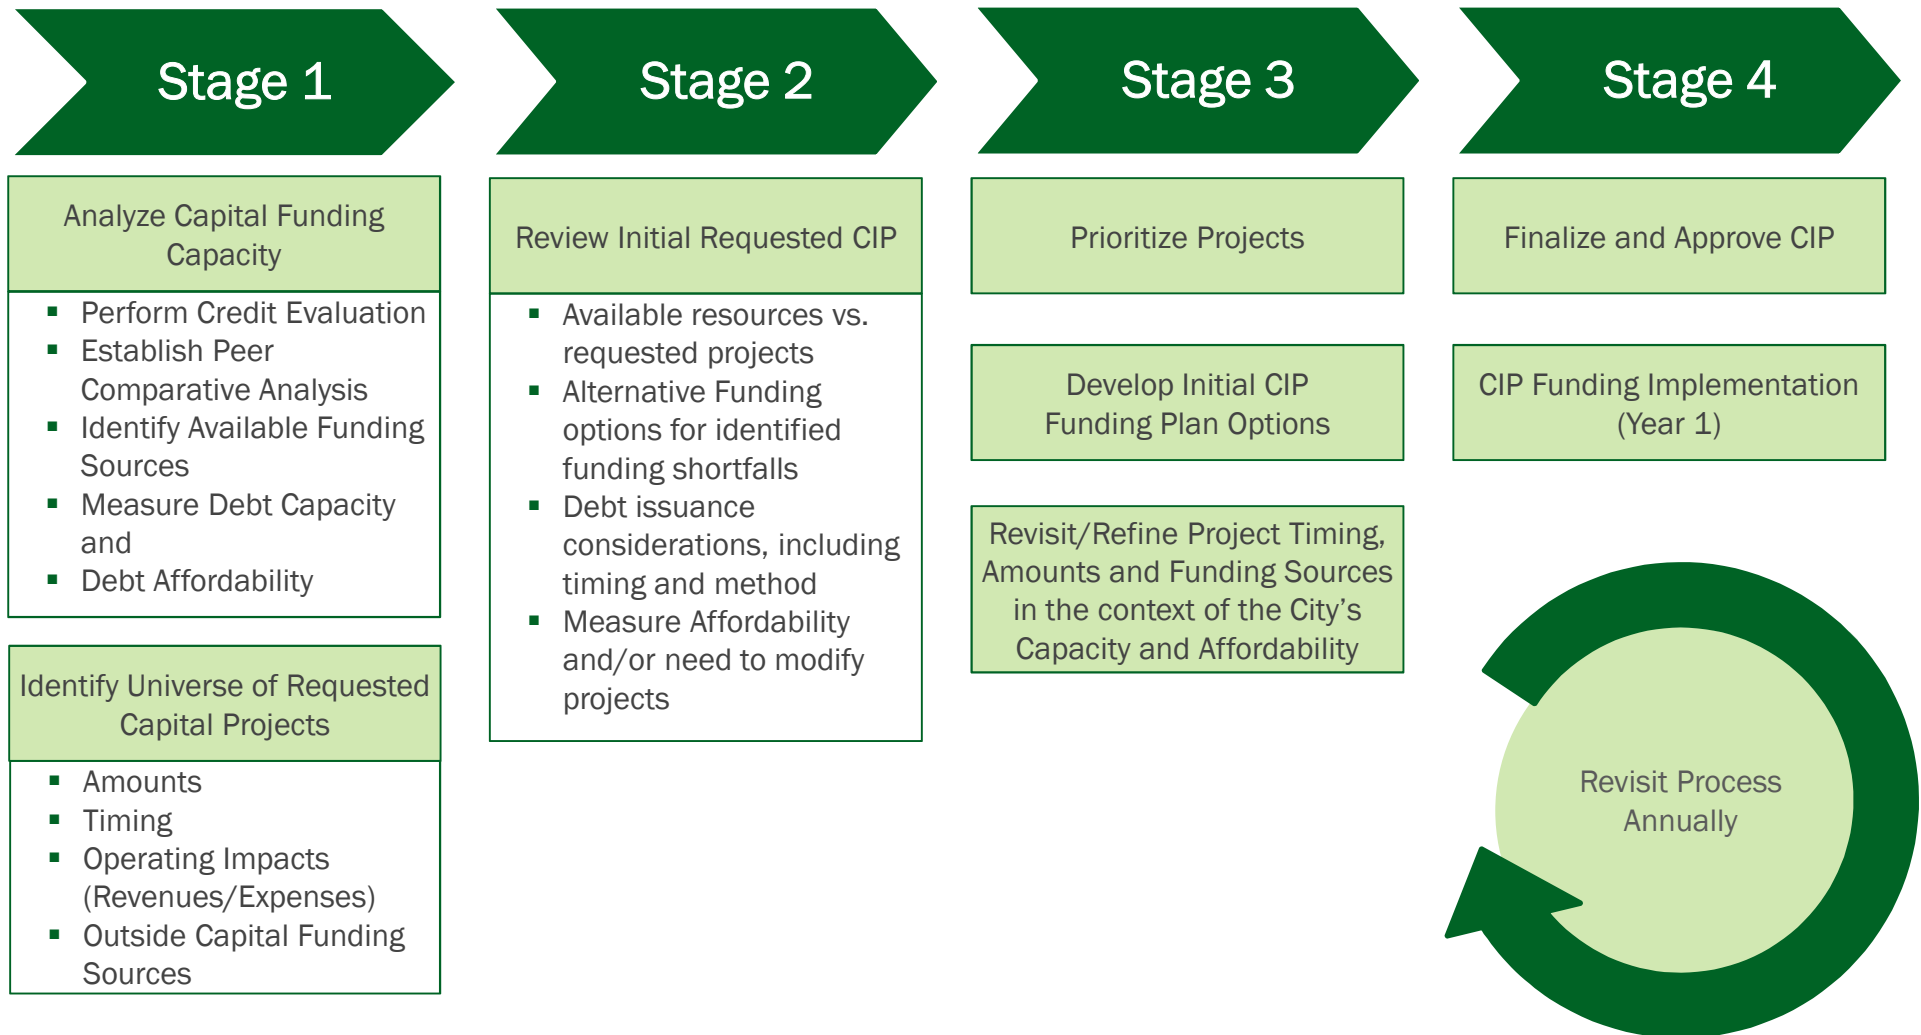 Stage 1
Analyze Capital Funding
Capacity
▪ Perform Credit Evaluation
▪ Establish Peer
Comparative Analysis
▪ Identify Available Funding
Sources
▪ Measure Debt Capacity
and
▪ Debt Affordability
Identify Universe of Requested
Capital Projects
▪ Amounts
▪ Timing
▪ Operating Impacts
(Revenues/Expenses)
▪ Outside Capital Funding
Sources
Stage 2
Review Initial Requested CIP
▪ Available resources vs.
requested projects
▪ Alternative Funding
options for identified
funding shortfalls
▪ Debt issuance
considerations, including
timing and method
▪ Measure Affordability
and/or need to modify
projects
Stage 3
Prioritize Projects
Develop Initial CIP
Funding Plan Options
Revisit/Refine Project Timing,
Amounts and Funding Sources
in the context of the City’s
Capacity and Affordability
Stage 4
Finalize and Approve CIP
CIP Funding Implementation
(Year 1)
Revisit Process
Annually